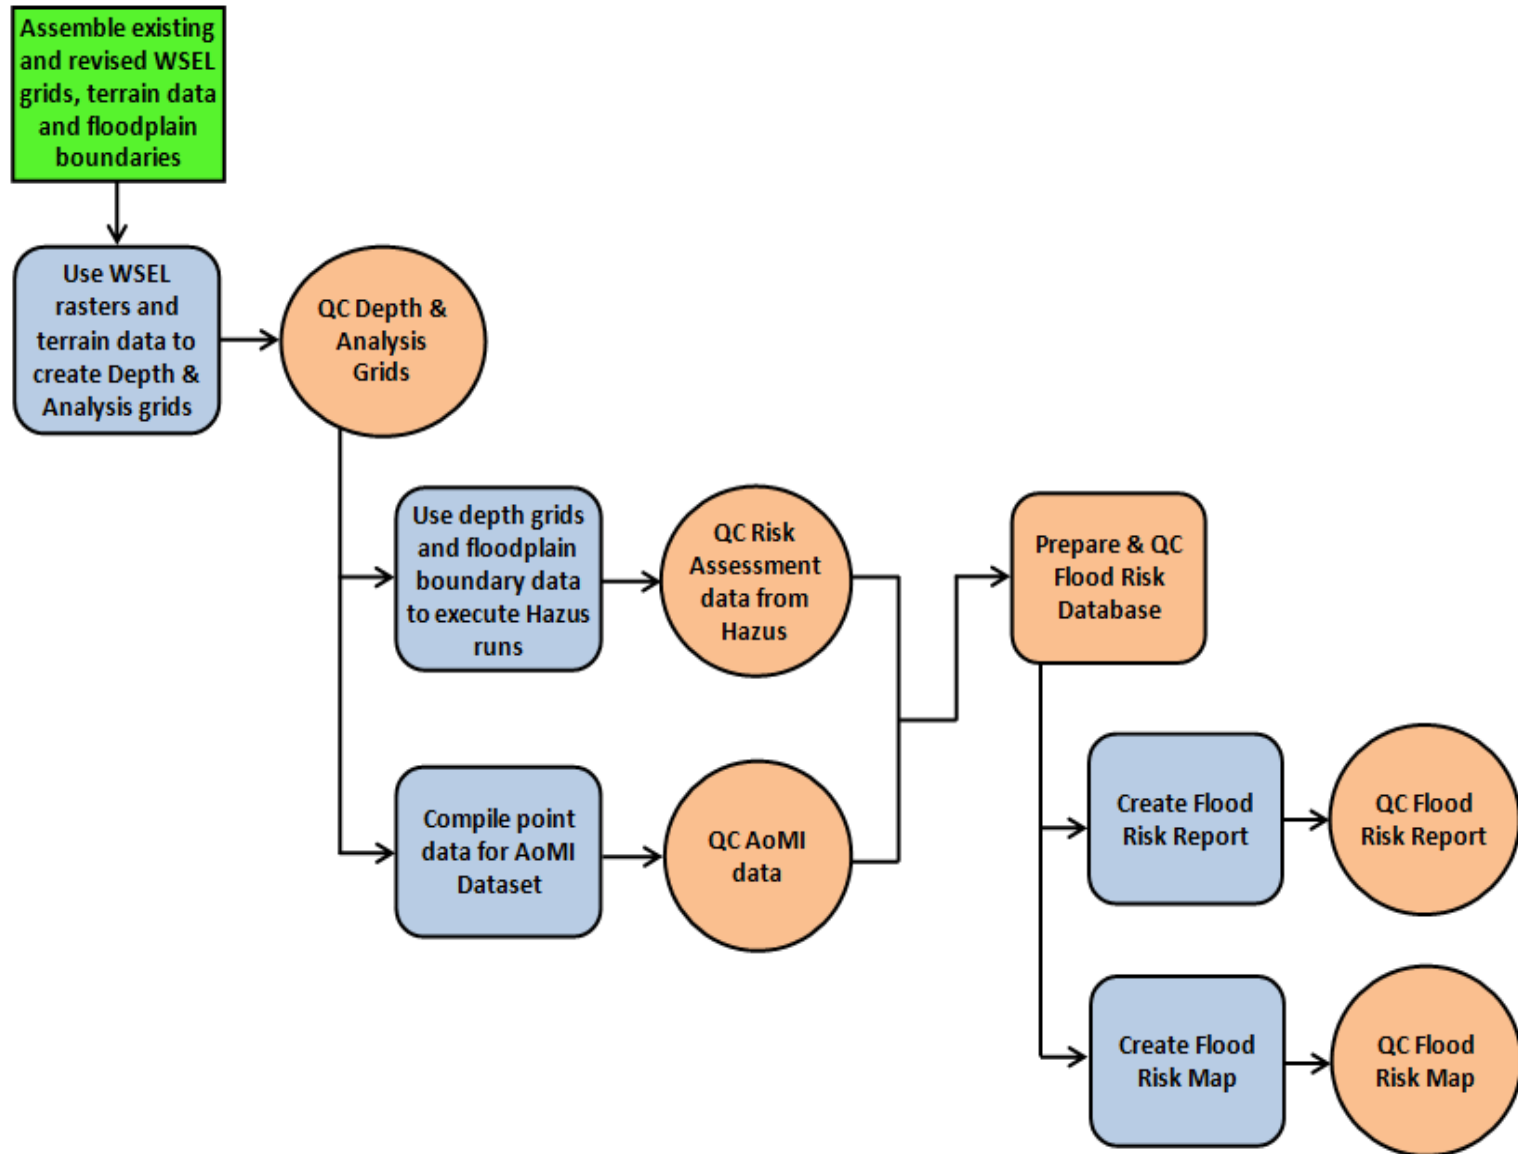 Assemble existing
and revised WSEL
grids, terrain data
and floodplain
boundaries
Use WSEL
rasters and
terrain data to
create Depth &
Analysis grids
QC Depth &
Analysis
Grids
Use depth grids
and floodplain
boundary data
to execute Hazus
runs
QC Risk
Assessment
data from
Hazus
Prepare & QC
Flood Risk
Database
Compile point
data for AoMI
Dataset
QC AoMI
data
Create Flood
Risk Report
QC Flood
Risk Report
Create Flood
Risk Map
QC Flood
Risk Map